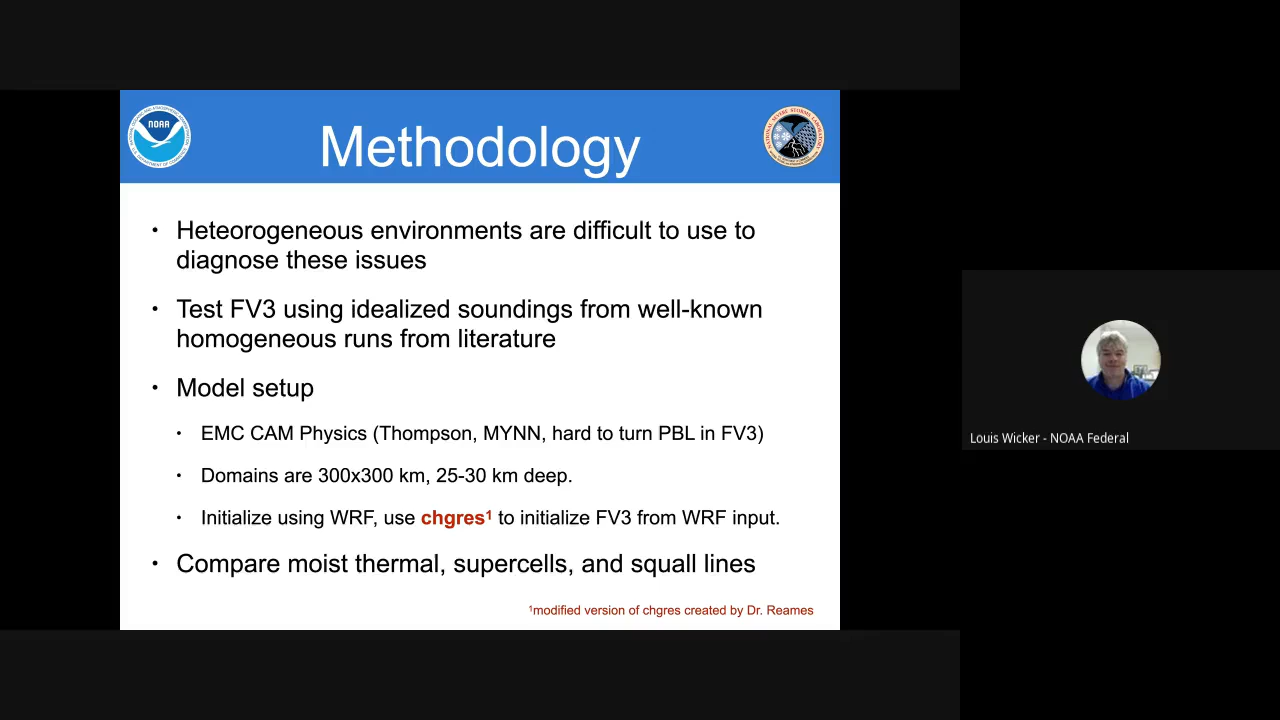 NOAA
Methodology
• Heteorogeneous environments are difficult to use to
diagnose these issues
• Test FV3 using idealized soundings from well-known
homogeneous runs from literature
• Model setup
• EMC CAM Physics (Thompson, MYNN, hard to turn PBL in FV3)
• Domains are 300x300 km, 25-30 km deep.
• Initialize using WRF, use chgres¹ to initialize FV3 from WRF input.
• Compare moist thermal, supercells, and squall lines
¹modified version of chgres created by Dr. Reames
Louis Wicker - NOAA Federal